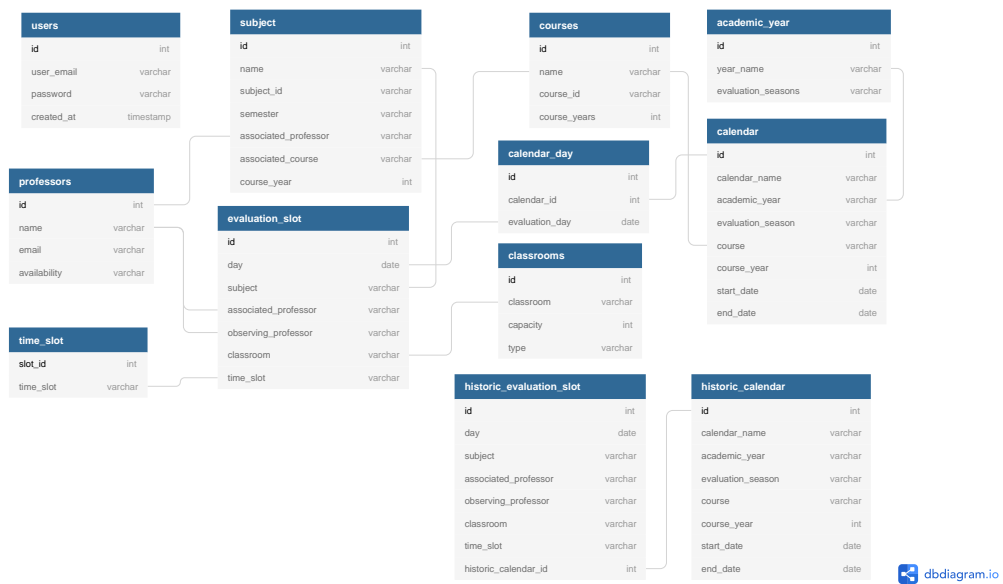 users
id int
user_email varchar
password varchar
created_at timestamp
subject
id int
name varchar
subject_id varchar
semester varchar
associated_professor varchar
associated_course varchar
course_year int
courses
id int
name varchar
course_id varchar
course_years int
academic_year
id int
year_name varchar
evaluation_seasons varchar
calendar
id int
calendar_name varchar
academic_year varchar
evaluation_season varchar
course varchar
course_year int
start_date date
end_date date
calendar_day
id int
calendar_id int
evaluation_day date
professors
id int
name varchar
email varchar
availability varchar
evaluation_slot
id int
day date
subject varchar
associated_professor varchar
observing_professor varchar
classroom varchar
time_slot varchar
classrooms
id int
classroom varchar
capacity int
type varchar
time_slot
slot_id int
time_slot varchar
historic_evaluation_slot
id int
day date
subject varchar
associated_professor varchar
observing_professor varchar
classroom varchar
time_slot varchar
historic_calendar_id int
historic_calendar
id int
calendar_name varchar
academic_year varchar
evaluation_season varchar
course varchar
course_year int
start_date date
end_date date
dbdiagram.io